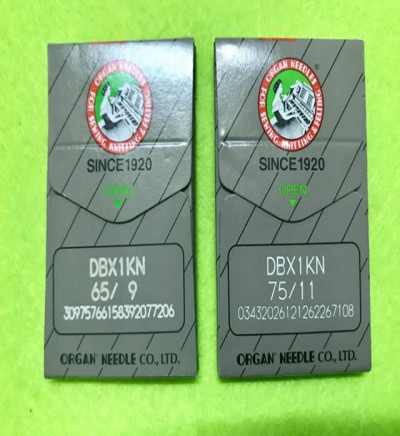 ORGAN NEEDLES
FOR SEWING, KNITTING & FELTING
SINCE1920
OPEN
DBX1KN
65/ 9
30975766158392077206
ORGAN NEEDLE CO., LTD.
ORGAN NEEDLES
FOR SEWING, KNITTING & FELTING
®
SINCE1920
OPEN
DBX1KN
75/11
03432026121262267108
ORGAN® NEEDLE CO., LTD.